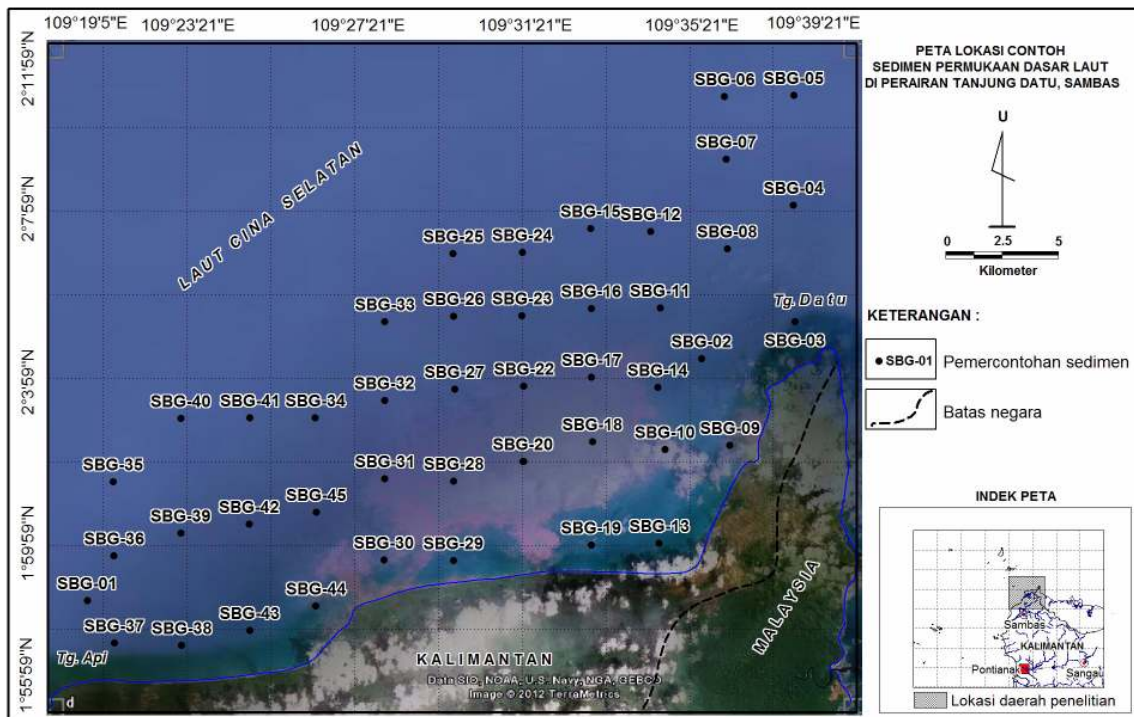 109°19'5"E
109°23'21"E
109°27'21"E
109°31'21"E
109°35'21"E
109°39'21"E
2°11'59"N
2°7'59"N
2°3'59"N
1°59'59"N
1°55'59"N
SBG-06
SBG-05
SBG-07
SBG-04
SBG-15
SBG-12
SBG-08
SBG-25
SBG-24
LAUT CINA SELATAN
SBG-33
SBG-26
SBG-23
SBG-16
SBG-11
Tg. Datu
SBG-02
SBG-03
SBG-32
SBG-27
SBG-22
SBG-17
SBG-14
SBG-40
SBG-41
SBG-34
SBG-18
SBG-10
SBG-09
SBG-20
SBG-35
SBG-31
SBG-28
SBG-39
SBG-42
SBG-45
SBG-36
SBG-30
SBG-29
SBG-19
SBG-13
SBG-01
SBG-44
SBG-37
SBG-38
SBG-43
Tg. Api
KALIMANTAN
MALAYSIA
Data SIO, NOAA, U.S. Navy, NGA, GEBCO
Image © 2012 TerraMetrics
d
PETA LOKASI CONTOH
SEDIMEN PERMUKAAN DASAR LAUT
DI PERAIRAN TANJUNG DATU, SAMBAS
U
0 2.5 5
Kilometer
KETERANGAN :
SBG-01 Pemercontohan sedimen
Batas negara
INDEK PETA
Sambas
KALIMANTAN
Pontianak
Sangau
Lokasi daerah penelitian